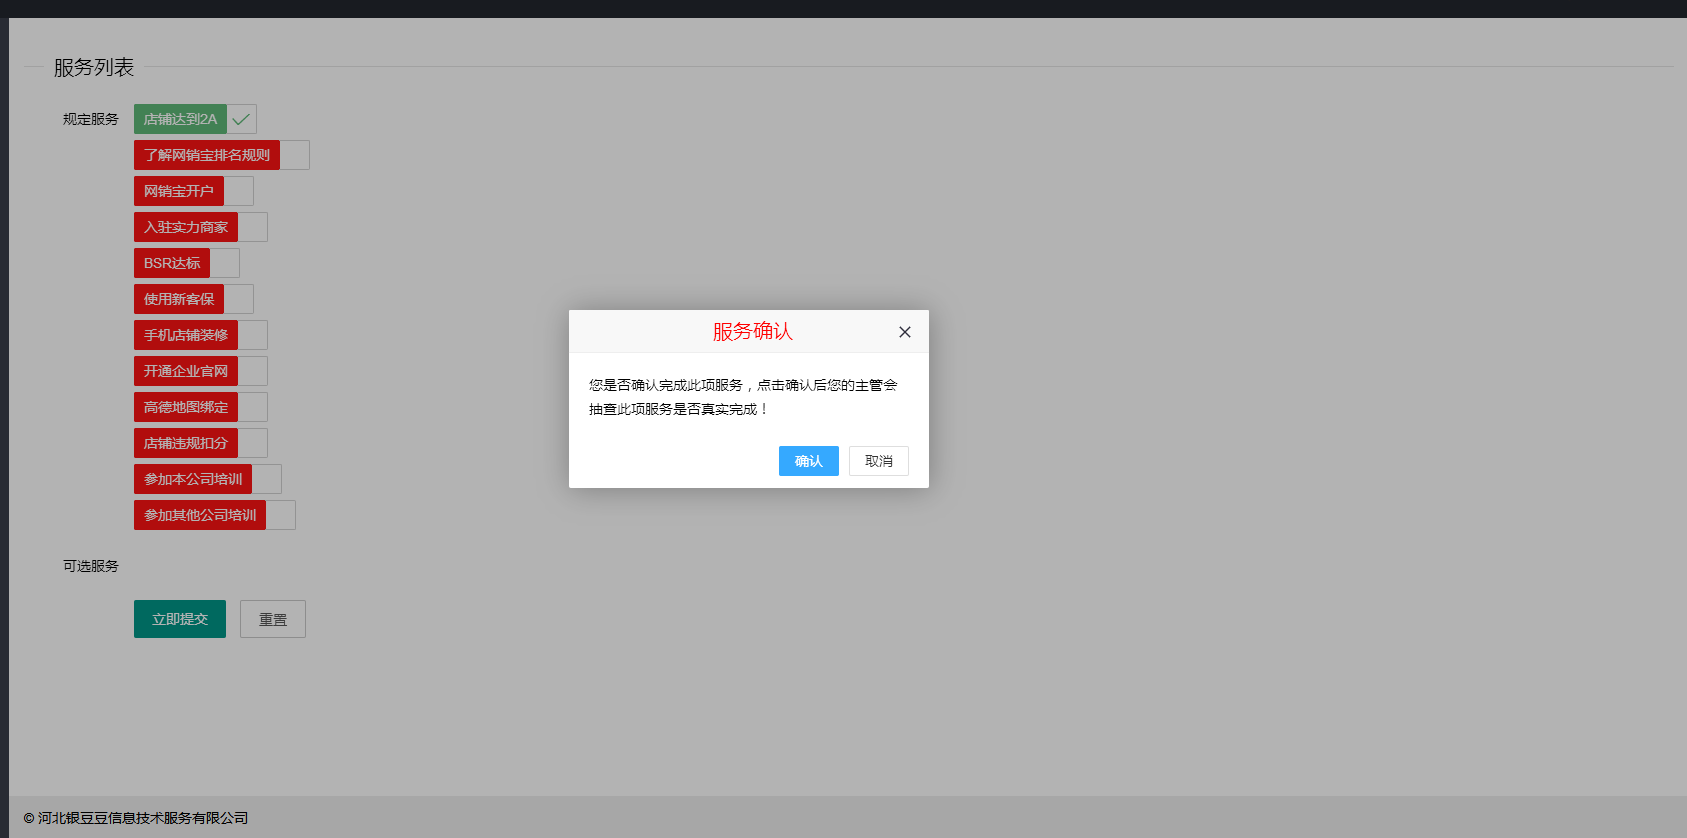 服务列表
规定服务
店铺达到2A
了解网销宝排名规则
网销宝开户
入驻实力商家
BSR达标
使用新客保
手机店铺装修
开通企业官网
高德地图绑定
店铺违规扣分
参加本公司培训
参加其他公司培训
可选服务
立即提交 重置
服务确认
您是否确认完成此项服务，点击确认后您的主管会
抽查此项服务是否真实完成！
确认 取消
© 河北银豆豆信息技术服务有限公司